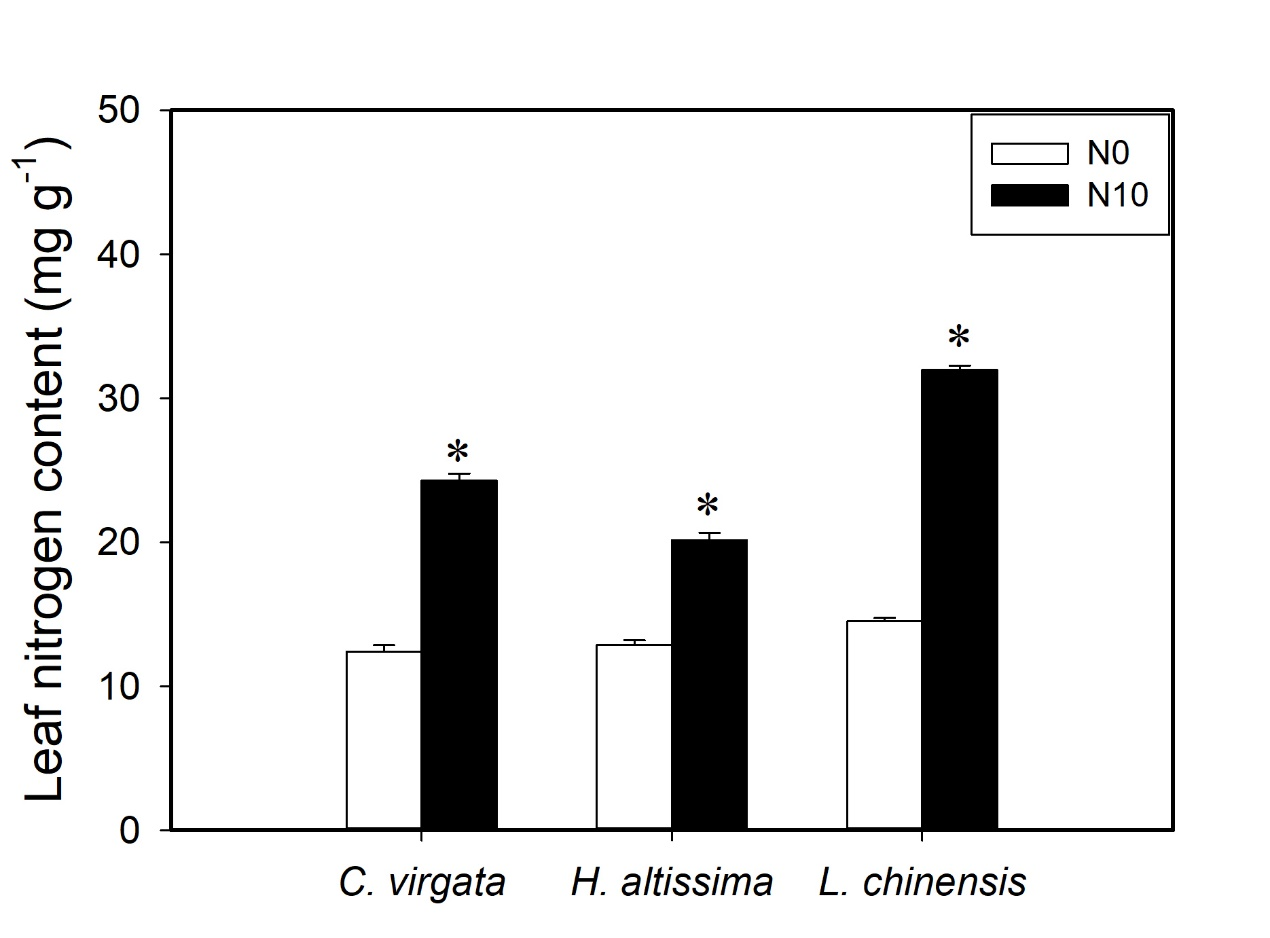 Leaf nitrogen content (mg g⁻¹)
50
40
30
20
10
0
N0
N10
*
*
*
C. virgata
H. altissima
L. chinensis